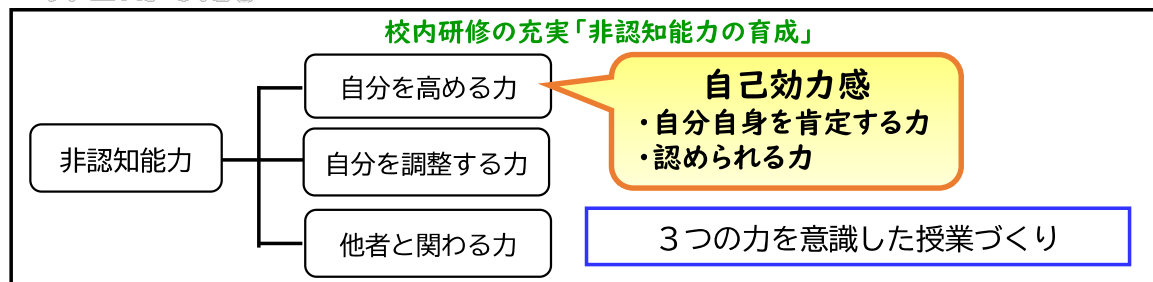 校内研修の充実「非認知能力の育成」
自分を高める力
自己効力感
・自分自身を肯定する力
・認められる力
非認知能力
自分を調整する力
他者と関わる力
３つの力を意識した授業づくり